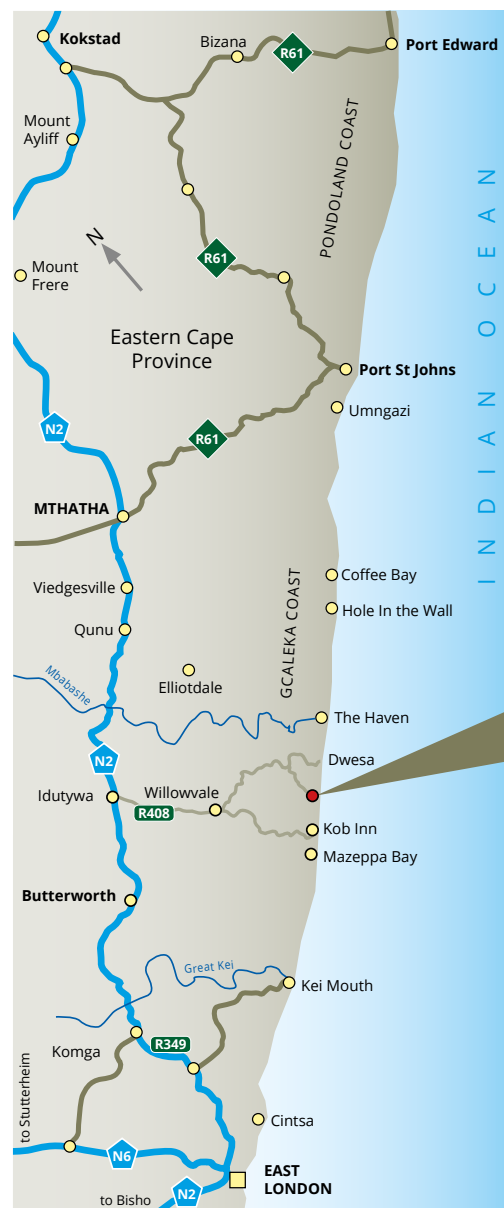 Kokstad
Bizana
R61
Port Edward
Mount
Ayliff
PONDOLAND COAST
INDIAN OCEAN
N
R61
Mount
Frere
Eastern Cape
Province
Port St Johns
Umngazi
N2
R61
MTHATHA
Coffee Bay
Viedgesville
GCALEKA COAST
Hole In the Wall
Qunu
Mbabashe
Elliotdale
The Haven
N2
Dwesa
Idutywa
Willowvale
R408
Kob Inn
Mazeppa Bay
Butterworth
Great Kei
Kei Mouth
Komga
R349
to Stutterheim
Cintsa
N6
EAST
LONDON
to Bisho
N2